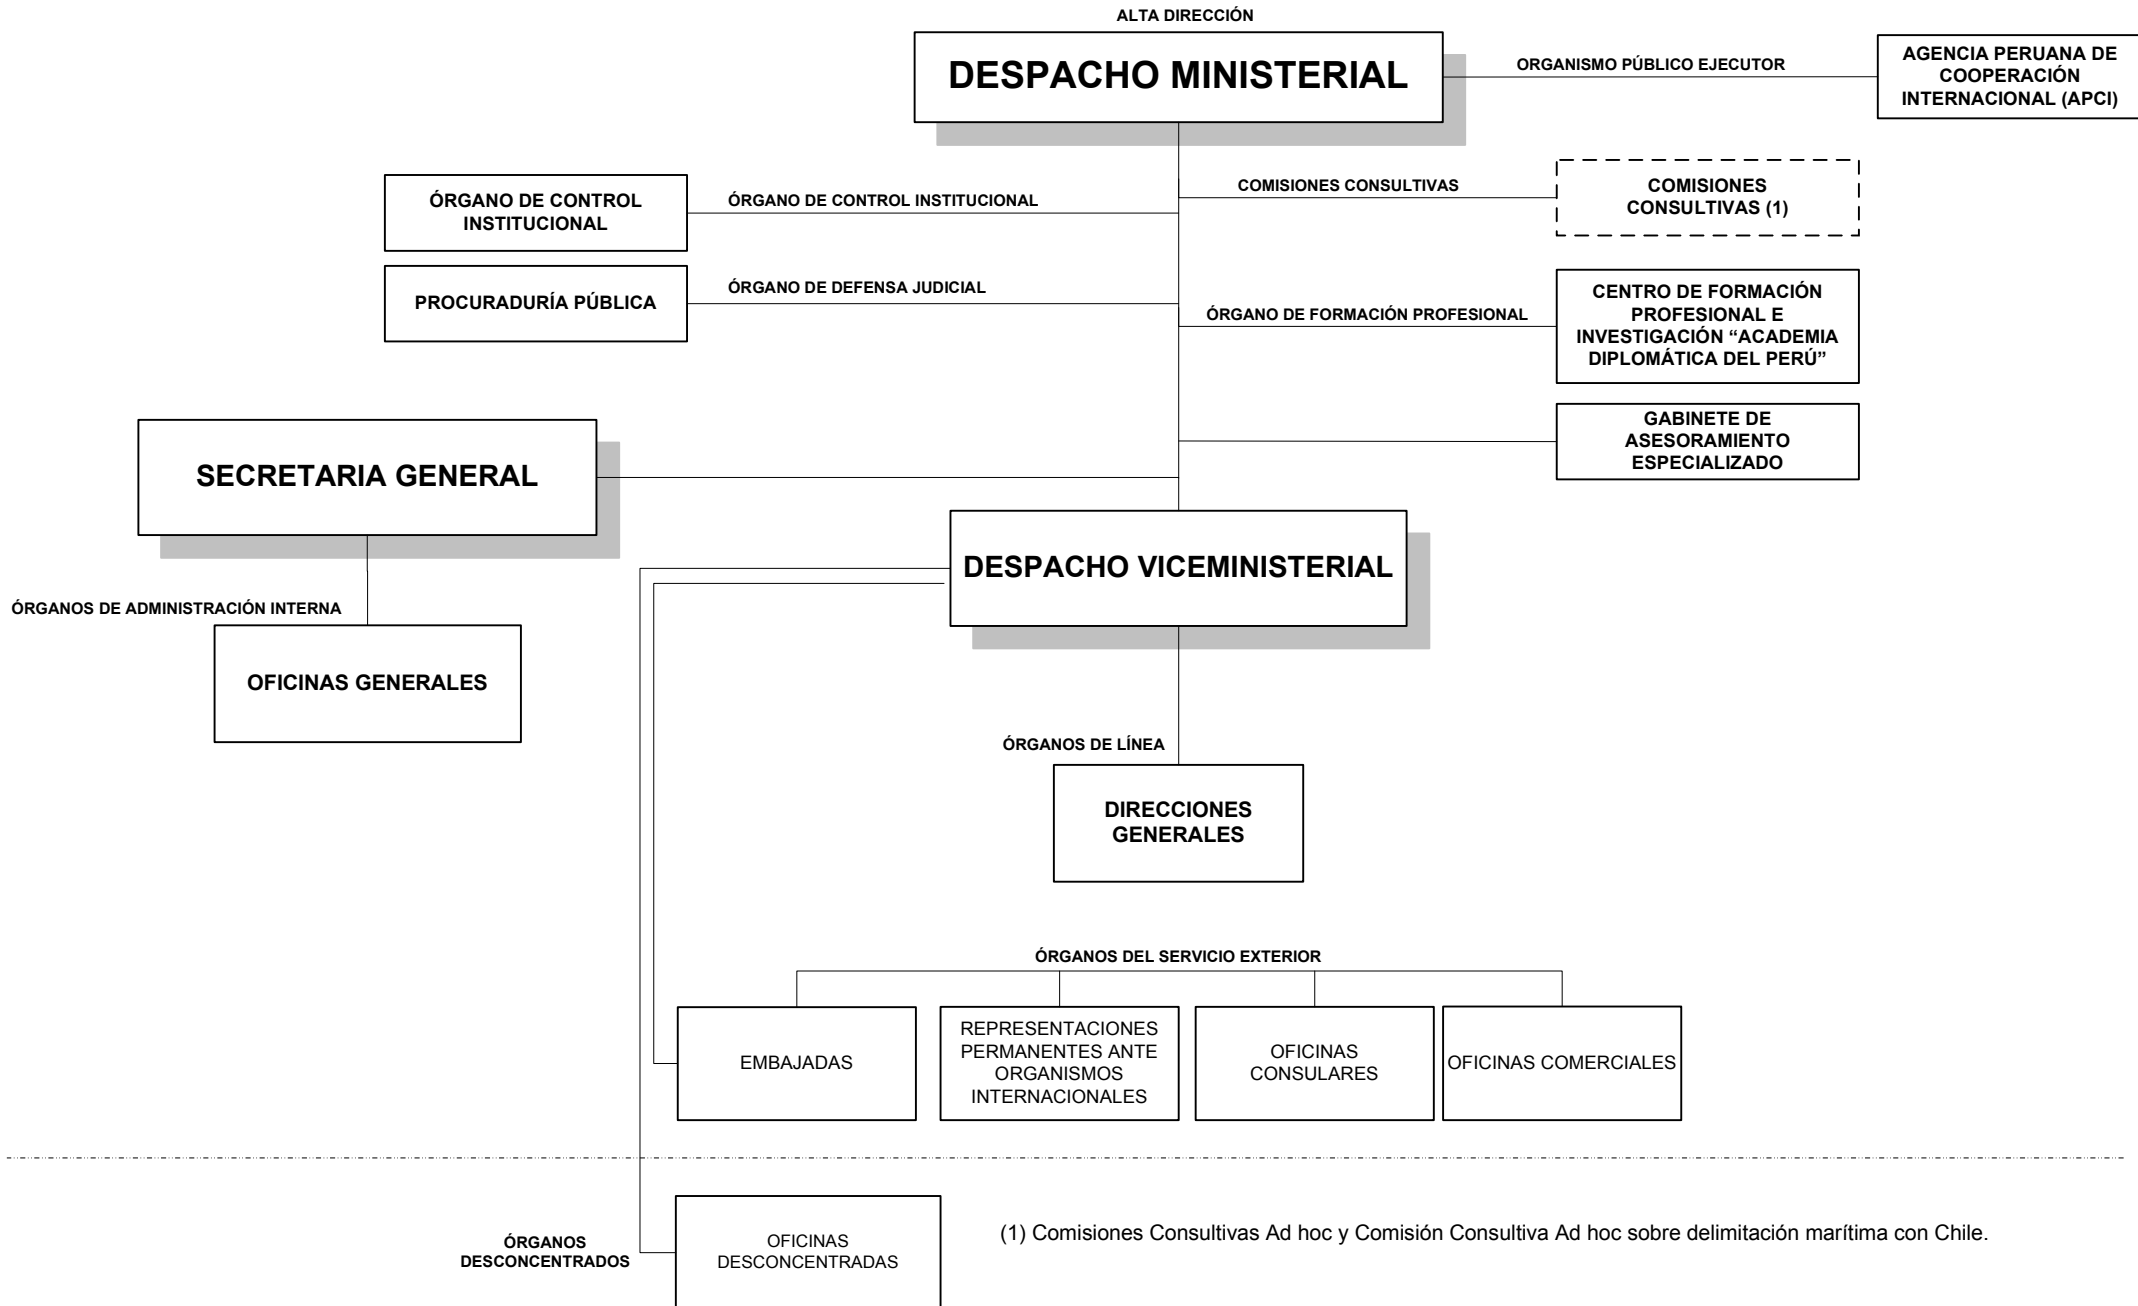 ALTA DIRECCIÓN
DESPACHO MINISTERIAL
ORGANISMO PÚBLICO EJECUTOR
AGENCIA PERUANA DE
COOPERACIÓN
INTERNACIONAL (APCI)
ÓRGANO DE CONTROL
INSTITUCIONAL
ÓRGANO DE CONTROL INSTITUCIONAL
COMISIONES CONSULTIVAS
COMISIONES
CONSULTIVAS (1)
PROCURADURÍA PÚBLICA
ÓRGANO DE DEFENSA JUDICIAL
ÓRGANO DE FORMACIÓN PROFESIONAL
CENTRO DE FORMACIÓN
PROFESIONAL E
INVESTIGACIÓN “ACADEMIA
DIPLOMÁTICA DEL PERÚ”
GABINETE DE
ASESORAMIENTO
ESPECIALIZADO
SECRETARIA GENERAL
DESPACHO VICEMINISTERIAL
ÓRGANOS DE ADMINISTRACIÓN INTERNA
OFICINAS GENERALES
ÓRGANOS DE LÍNEA
DIRECCIONES
GENERALES
ÓRGANOS DEL SERVICIO EXTERIOR
EMBAJADAS
REPRESENTACIONES
PERMANENTES ANTE
ORGANISMOS
INTERNACIONALES
OFICINAS
CONSULARES
OFICINAS COMERCIALES
ÓRGANOS
DESCONCENTRADOS
OFICINAS
DESCONCENTRADAS
(1) Comisiones Consultivas Ad hoc y Comisión Consultiva Ad hoc sobre delimitación marítima con Chile.